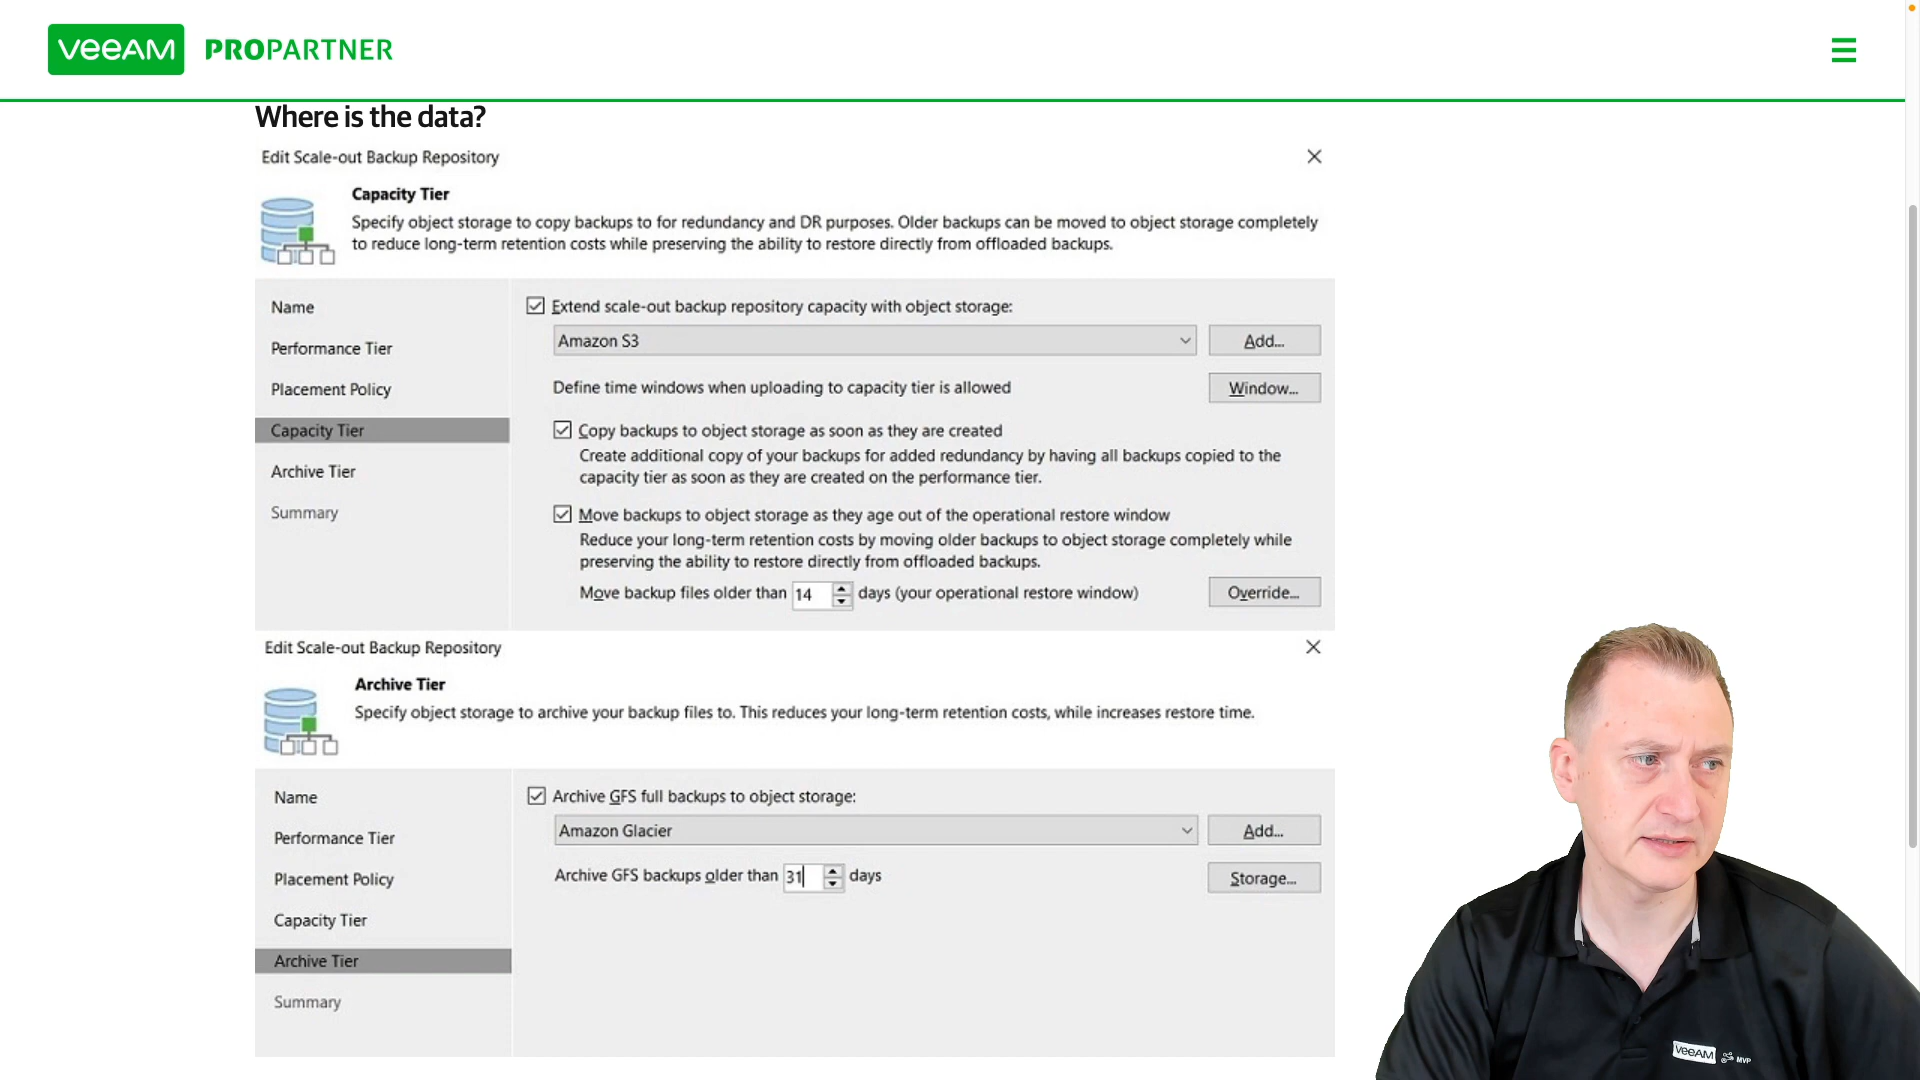 veeAM PROPARTNER
Where is the data?
Edit Scale-out Backup Repository
Capacity Tier
Specify object storage to copy backups to for redundancy and DR purposes. Older backups can be moved to object storage completely
to reduce long-term retention costs while preserving the ability to restore directly from offloaded backups.
Name
Performance Tier
Placement Policy
Capacity Tier
Archive Tier
Summary
Extend scale-out backup repository capacity with object storage:
Amazon S3
Add...
Define time windows when uploading to capacity tier is allowed
Window...
Copy backups to object storage as soon as they are created
Create additional copy of your backups for added redundancy by having all backups copied to the
capacity tier as soon as they are created on the performance tier.
Move backups to object storage as they age out of the operational restore window
Reduce your long-term retention costs by moving older backups to object storage completely while
preserving the ability to restore directly from offloaded backups.
Move backup files older than 14 days (your operational restore window)
Override...
Edit Scale-out Backup Repository
Archive Tier
Specify object storage to archive your backup files to. This reduces your long-term retention costs, while increases restore time.
Name
Performance Tier
Placement Policy
Capacity Tier
Archive Tier
Summary
Archive GFS full backups to object storage:
Amazon Glacier
Add...
Archive GFS backups older than 31 days
Storage...
veeAM MVP